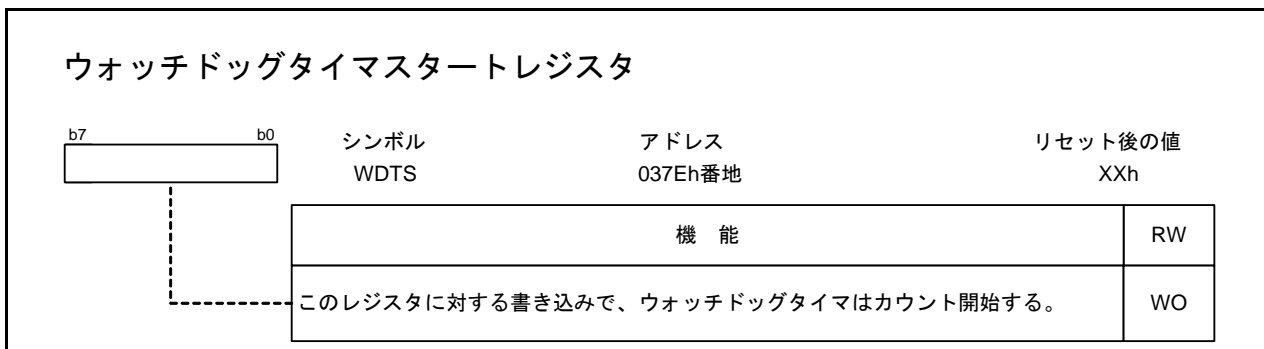 ウォッチドッグタイマスタートレジスタ
b7 b0 シンボル アドレス リセット後の値
WDTS 037Eh番地 XXh
機 能 RW
このレジスタに対する書き込みで、ウォッチドッグタイマはカウント開始する。 WO